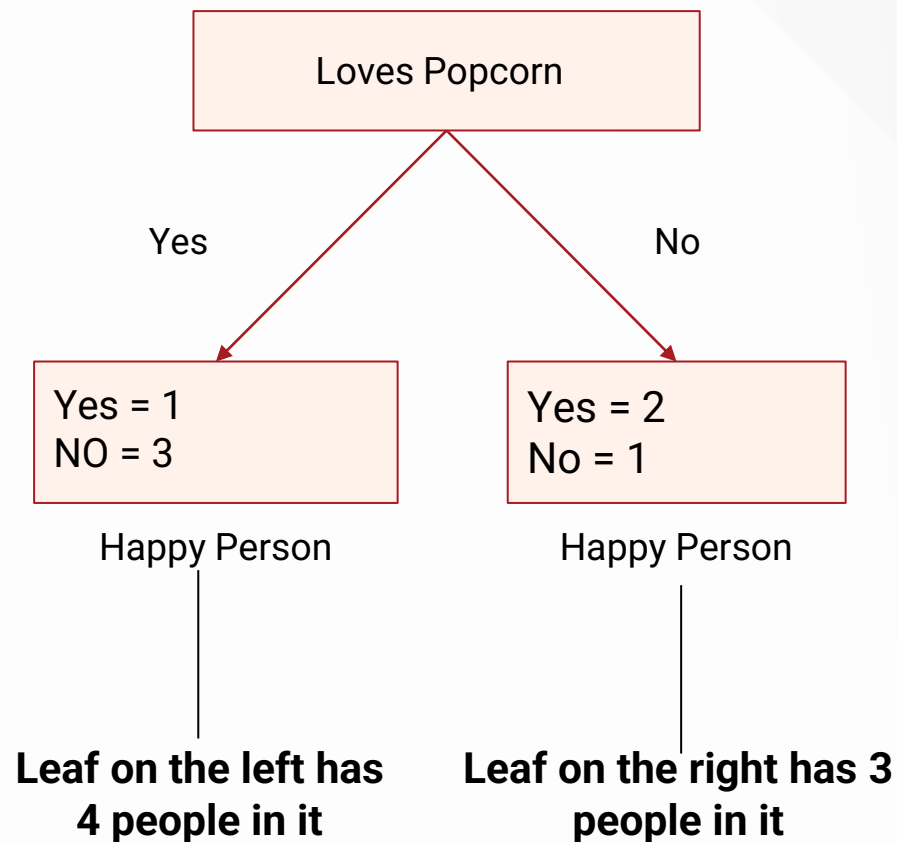 Loves Popcorn
Yes
No
Yes = 1
NO = 3
Yes = 2
No = 1
Happy Person
Happy Person
Leaf on the left has
4 people in it
Leaf on the right has 3
people in it